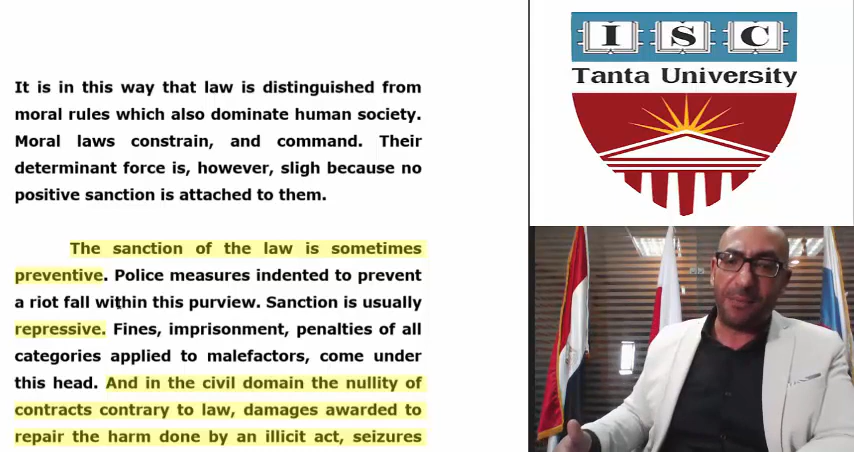 It is in this way that law is distinguished from
moral rules which also dominate human society.
Moral laws constrain, and command. Their
determinant force is, however, sligh because no
positive sanction is attached to them.
The sanction of the law is sometimes
preventive. Police measures indented to prevent
a riot fall within this purview. Sanction is usually
repressive. Fines, imprisonment, penalties of all
categories applied to malefactors, come under
this head. And in the civil domain the nullity of
contracts contrary to law, damages awarded to
repair the harm done by an illicit act, seizures
I S C
Tanta University